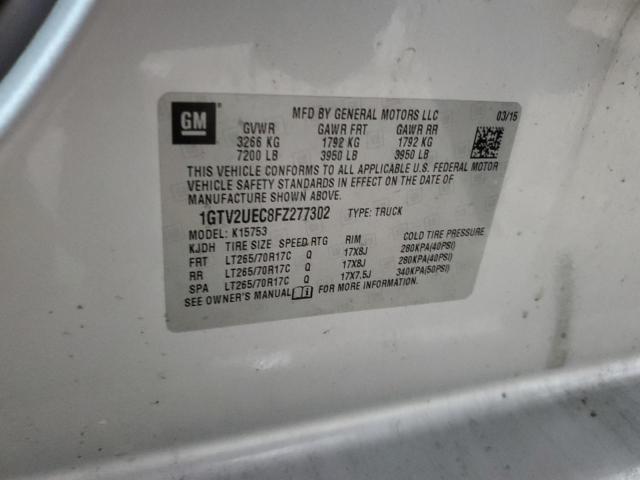 GM
MFD BY GENERAL MOTORS LLC 03/15
GVWR GAWR FRT GAWR RR
3266 KG 1792 KG 1792 KG
7200 LB 3950 LB 3950 LB
THIS VEHICLE CONFORMS TO ALL APPLICABLE U.S. FEDERAL MOTOR
VEHICLE SAFETY STANDARDS IN EFFECT ON THE DATE OF
MANUFACTURE SHOWN ABOVE.
1GTV2UEC8FZ277302 TYPE: TRUCK
MODEL: K15753
KJDH TIRE SIZE SPEED RTG RIM COLD TIRE PRESSURE
FRT LT265/70R17C Q 17X8J 280KPA(40PSI)
RR LT265/70R17C Q 17X8J 280KPA(40PSI)
SPA LT265/70R17C Q 17X7.5J 340KPA(50PSI)
SEE OWNER'S MANUAL FOR MORE INFORMATION.